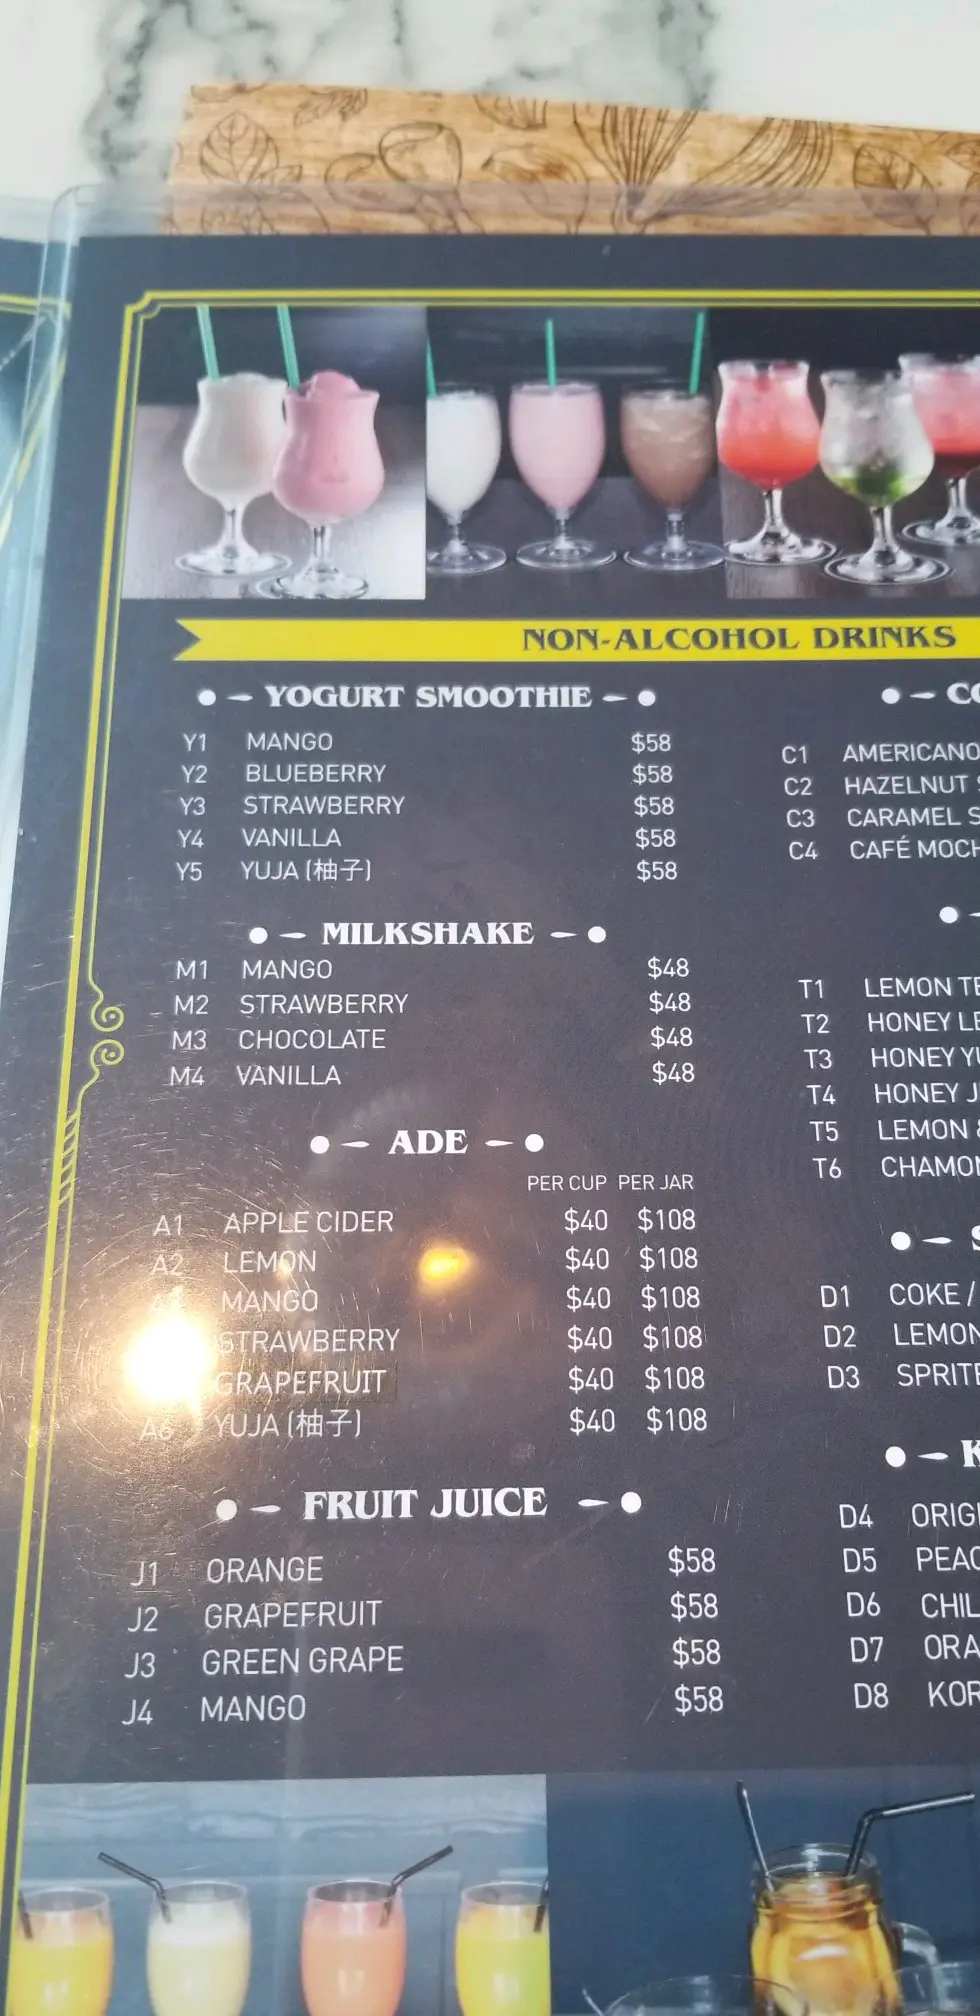 NON-ALCOHOL DRINKS
YOGURT SMOOTHIE
Y1 MANGO $58
Y2 BLUEBERRY $58
Y3 STRAWBERRY $58
Y4 VANILLA $58
Y5 YUJA (柚子) $58
MILKSHAKE
M1 MANGO $48
M2 STRAWBERRY $48
M3 CHOCOLATE $48
M4 VANILLA $48
ADE
PER CUP PER JAR
A1 APPLE CIDER $40 $108
A2 LEMON $40 $108
MANGO $40 $108
STRAWBERRY $40 $108
GRAPEFRUIT $40 $108
A6 YUJA (柚子) $40 $108
FRUIT JUICE
J1 ORANGE $58
J2 GRAPEFRUIT $58
J3 GREEN GRAPE $58
J4 MANGO $58
C1 AMERICANO
C2 HAZELNUT
C3 CARAMEL
C4 CAFÉ
T1 LEMON
T2 HONEY
T3 HONEY
T4 HONEY
T5 LEMON
T6
D1 COKE /
D2 LEMON
D3 SPRITE
D4
D5
D6
D7
D8